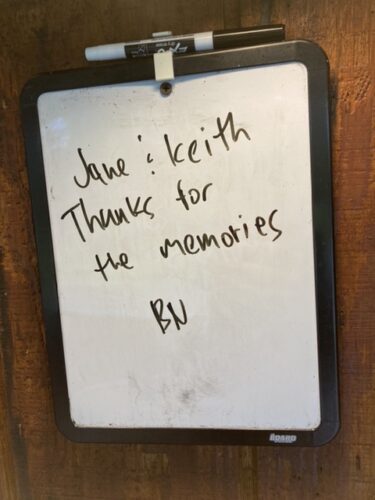 Jane & Keith
Thanks for
the memories
BN